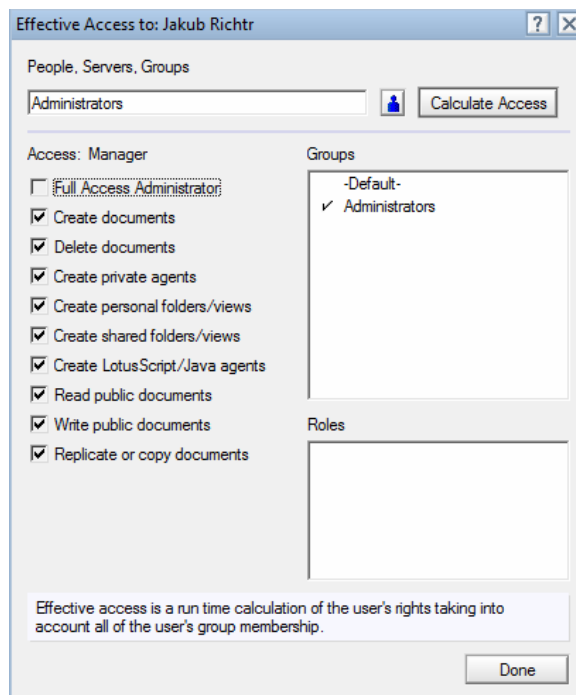 Effective Access to: Jakub Richtr
?
People, Servers, Groups
Administrators
Calculate Access
Access: Manager
Full Access Administrator
Create documents
Delete documents
Create private agents
Create personal folders/views
Create shared folders/views
Create LotusScript/Java agents
Read public documents
Write public documents
Replicate or copy documents
Groups
-Default-
Administrators
Roles
Effective access is a run time calculation of the user's rights taking into
account all of the user's group membership.
Done